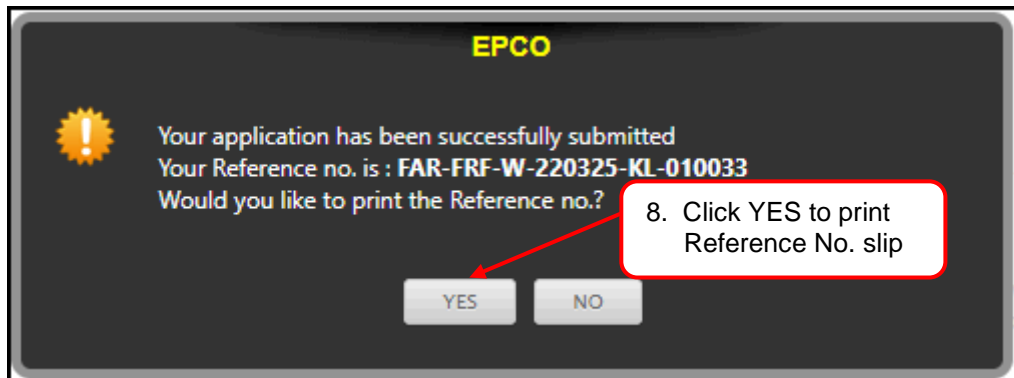 EPCO
Your application has been successfully submitted
Your Reference no. is : FAR-FRF-W-220325-KL-010033
Would you like to print the Reference no.?
8. Click YES to print
Reference No. slip
YES
NO